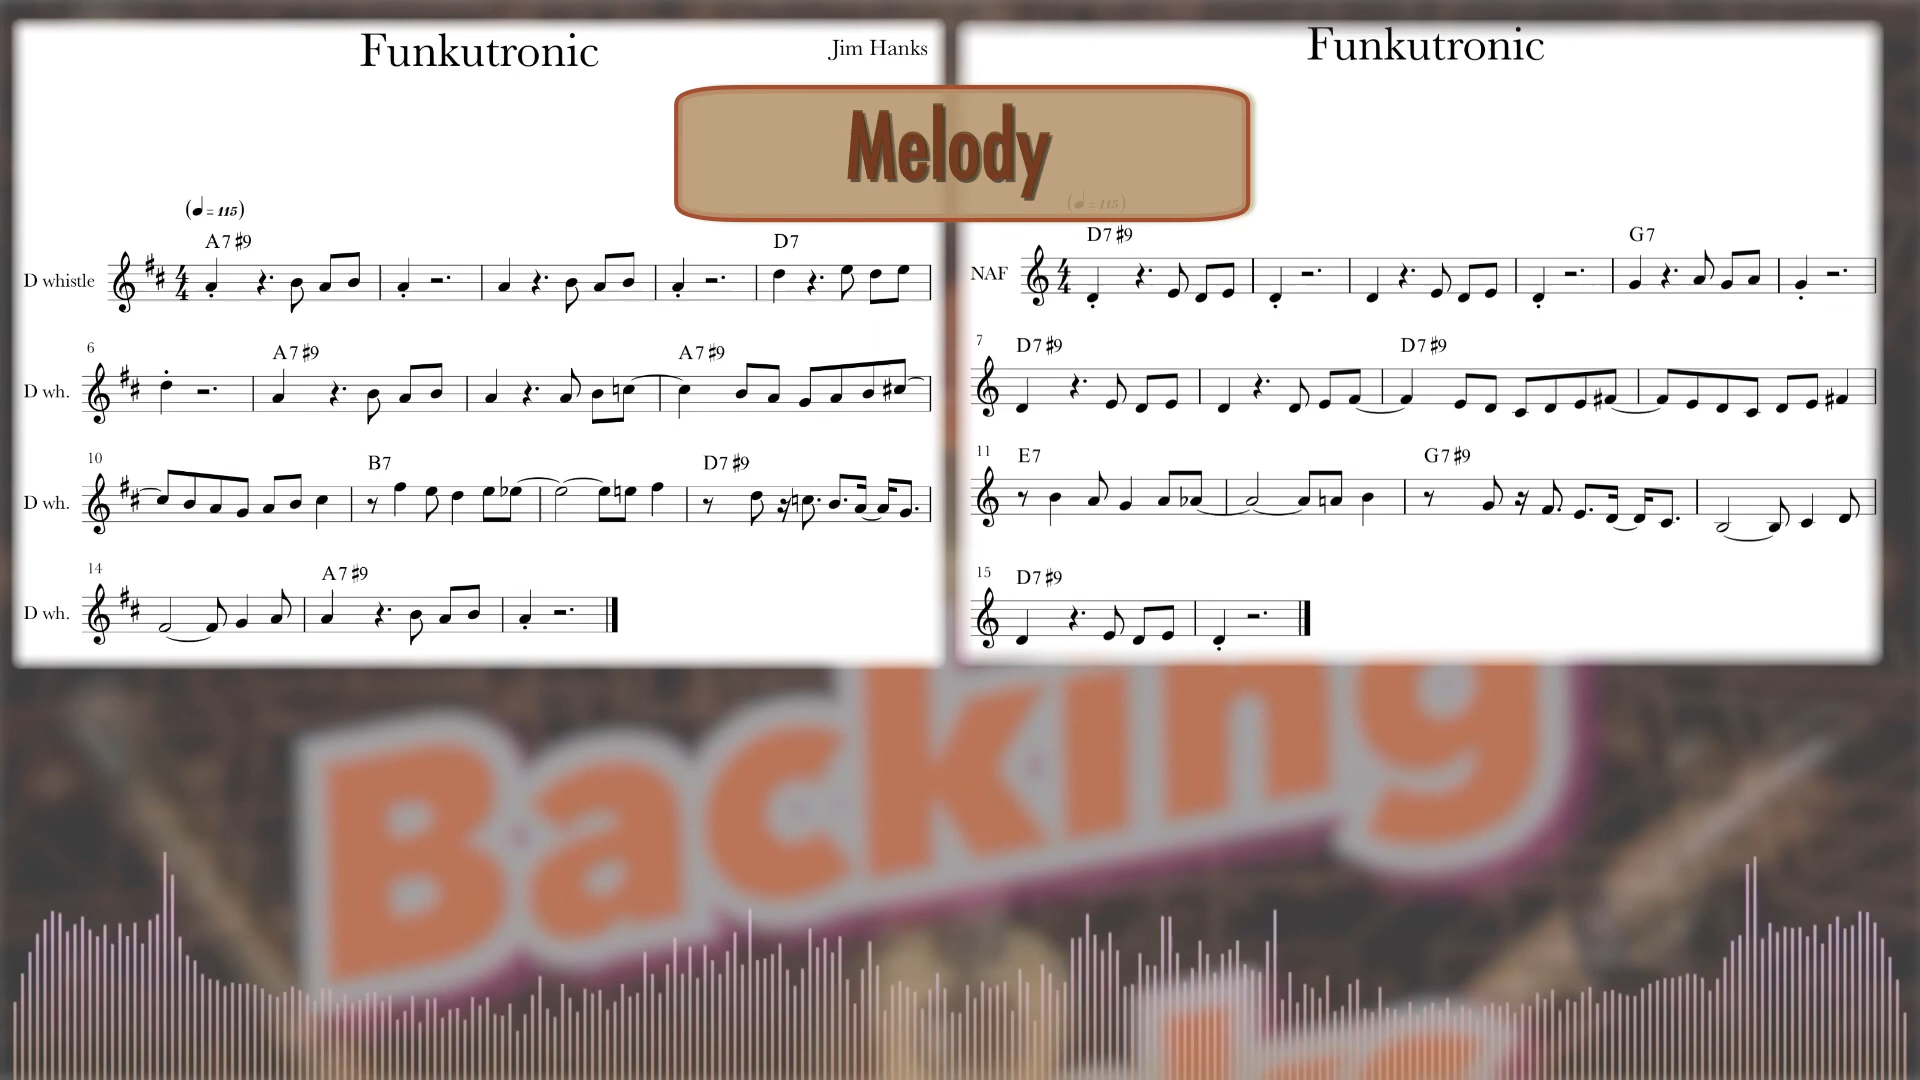 Funkutronic
Jim Hanks
Melody
(♩ = 115)
A7♯9 D7
D whistle
6
A7♯9 A7♯9
D wh.
10
B7 D7♯9
D wh.
14
A7♯9
D wh.
Funkutronic
(♩ = 115)
D7♯9 G7
NAF
7
D7♯9 D7♯9
11
E7 G7♯9
15
D7♯9
Backing